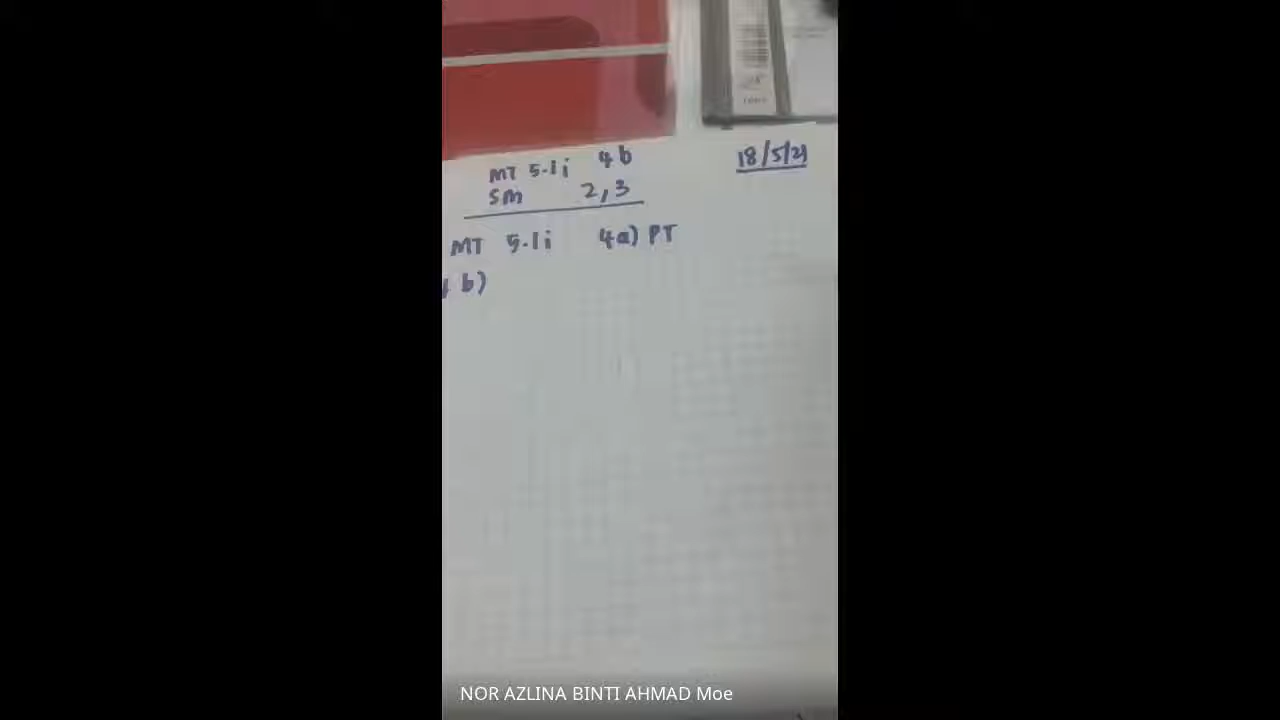 MT 5.1i 4b
18/5/21
SM 2,3
MT 5.1i 4a) PT
b)
NOR AZLINA BINTI AHMAD Moe